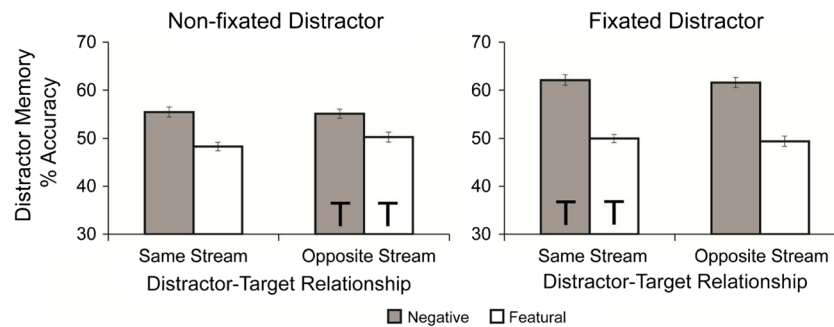 Non-fixated Distractor
Fixated Distractor
Distractor Memory
% Accuracy
70
60
50
40
30
T T
Same Stream
Opposite Stream
Distractor-Target Relationship
70
60
50
40
30
T T
Same Stream
Opposite Stream
Distractor-Target Relationship
Negative
Featural